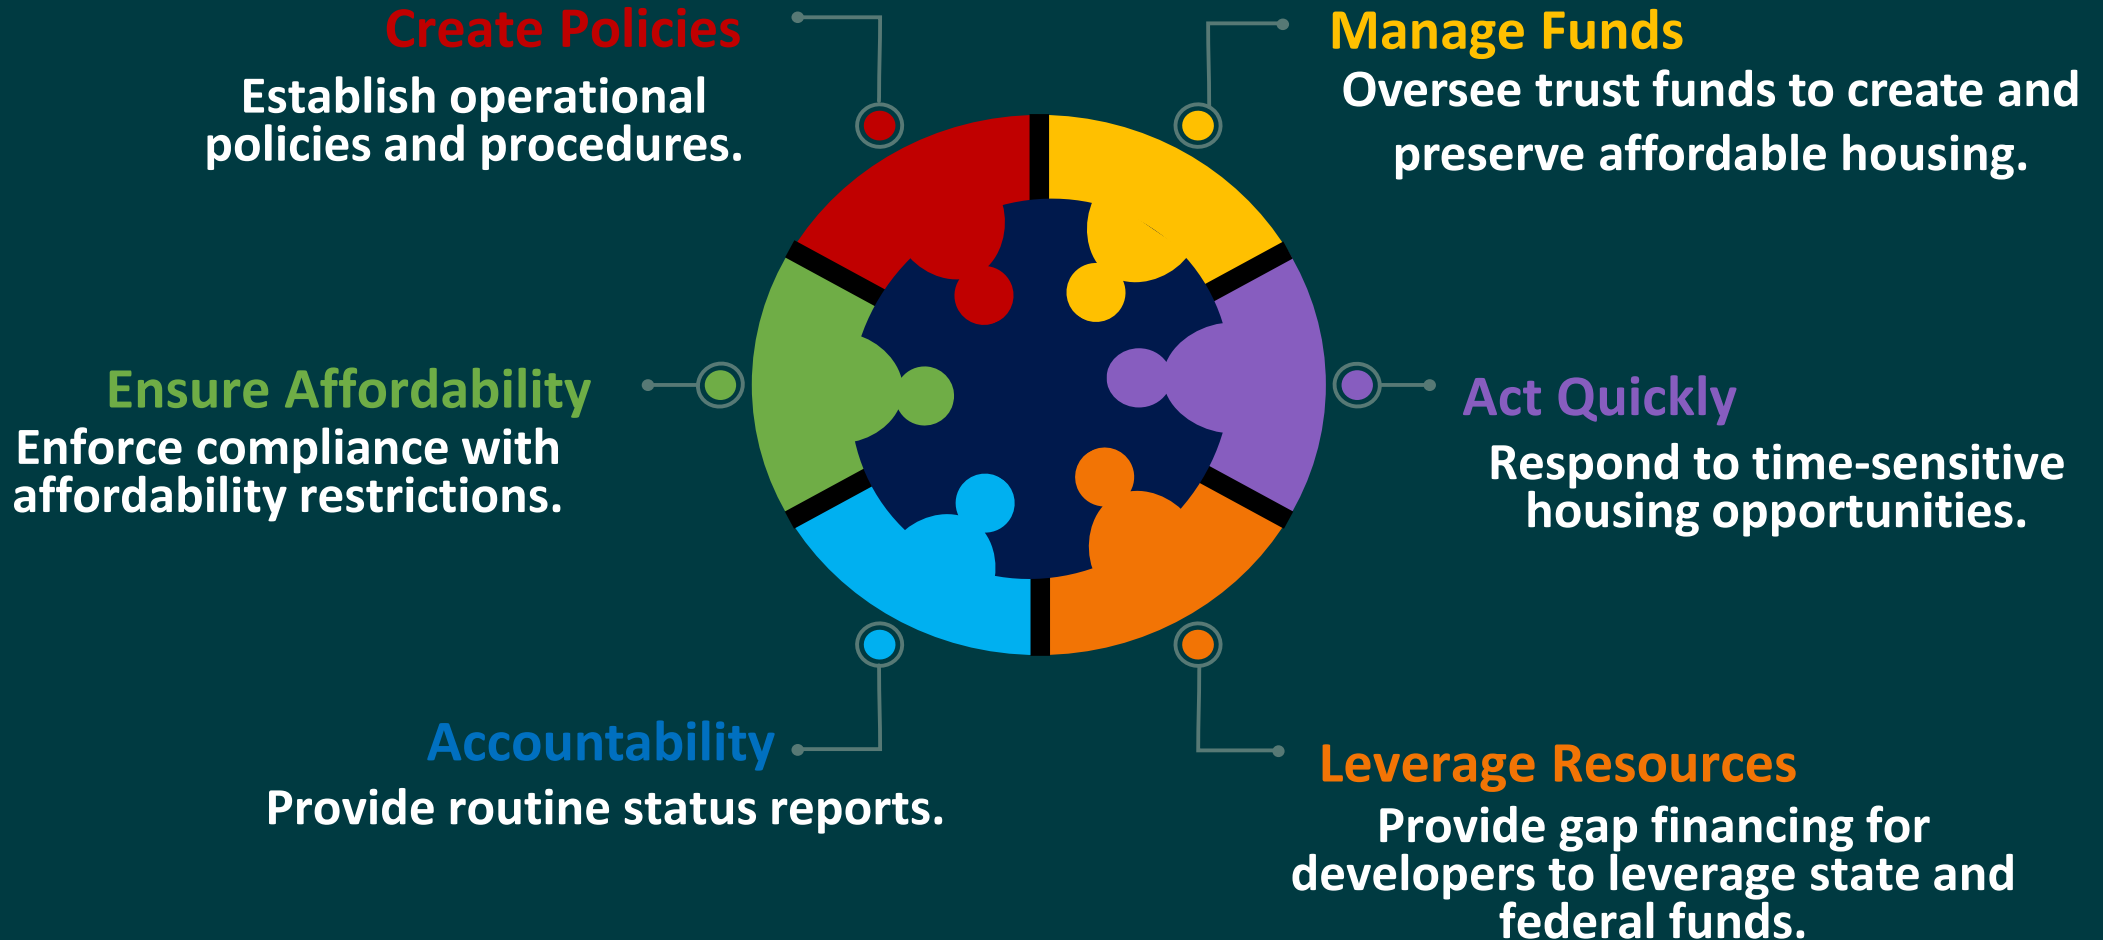 Create Policies
Establish operational
policies and procedures.
Manage Funds
Oversee trust funds to create and
preserve affordable housing.
Ensure Affordability
Enforce compliance with
affordability restrictions.
Act Quickly
Respond to time-sensitive
housing opportunities.
Accountability
Provide routine status reports.
Leverage Resources
Provide gap financing for
developers to leverage state and
federal funds.